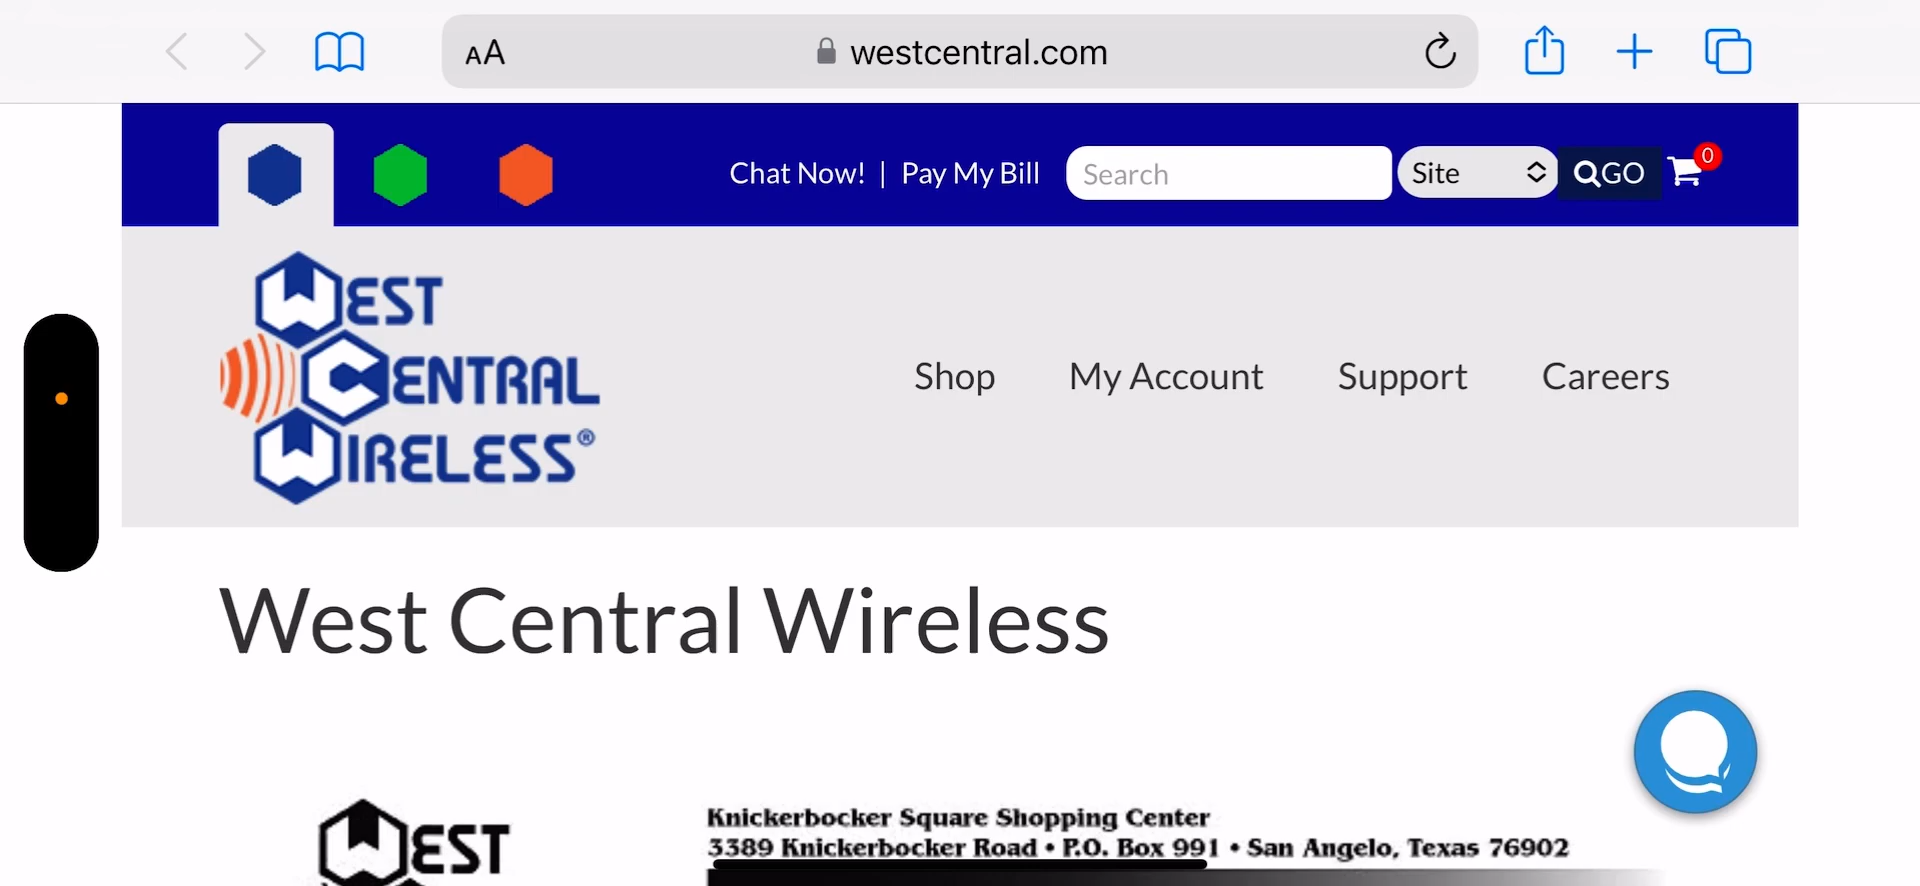 AA westcentral.com
Chat Now! | Pay My Bill Search Site GO 0
WEST
CENTRAL
WIRELESS®
Shop My Account Support Careers
West Central Wireless
WEST
Knickerbocker Square Shopping Center
3389 Knickerbocker Road • P.O. Box 991 • San Angelo, Texas 76902